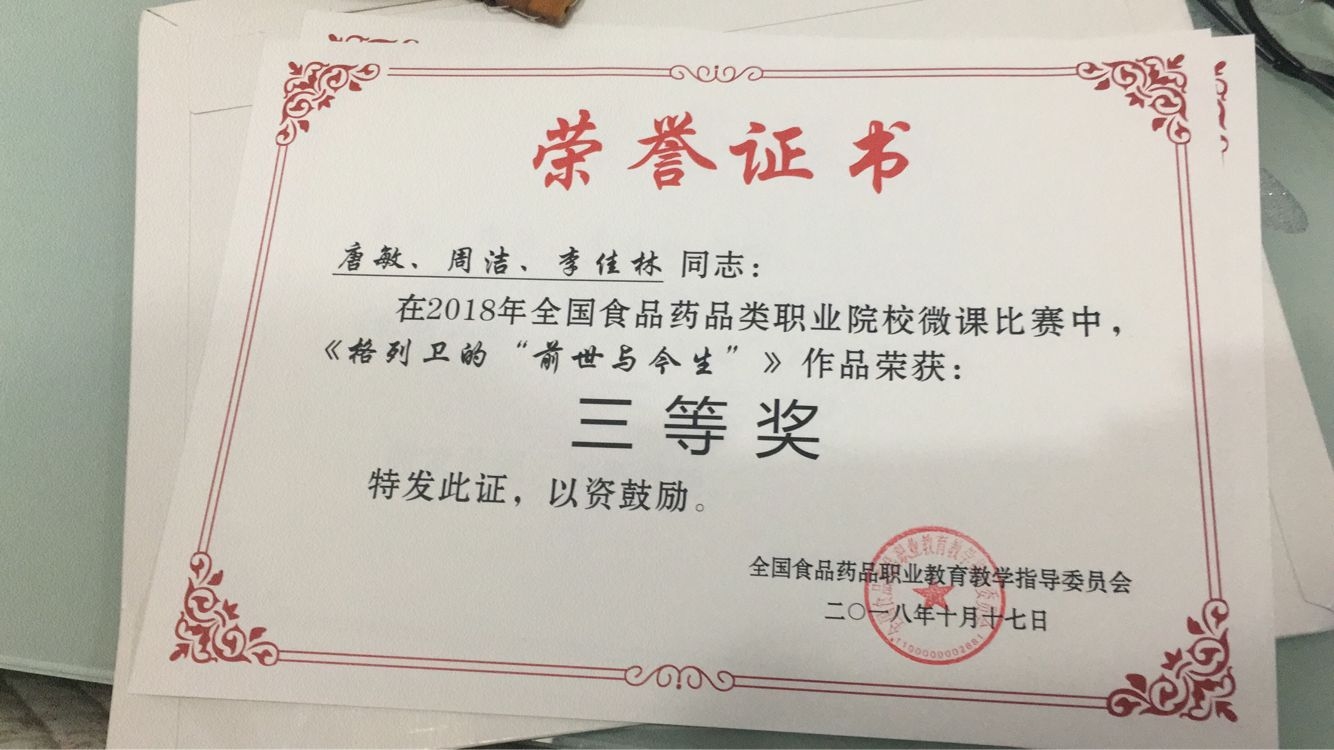 荣誉证书
唐敏、周洁、李佳林 同志：
在2018年全国食品药品类职业院校微课比赛中，
《格列卫的“前世与今生”》作品荣获：
三等奖
特发此证，以资鼓励。
全国食品药品职业教育教学指导委员会
二〇一八年十月十七日